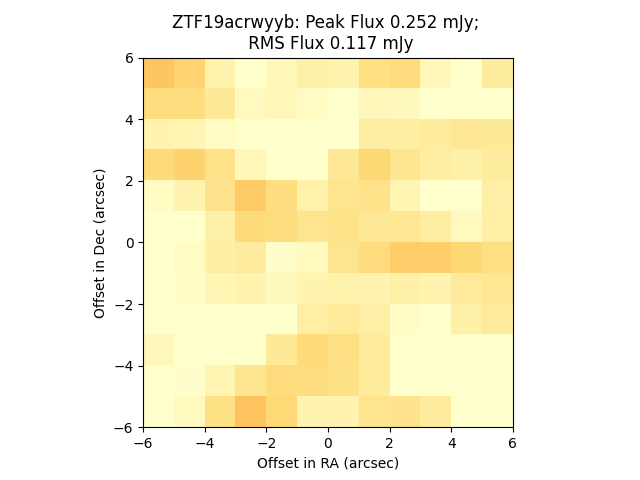 ZTF19acrwyyb: Peak Flux 0.252 mJy;
RMS Flux 0.117 mJy
6
4
2
0
−2
−4
−6
Offset in Dec (arcsec)
−6 −4 −2 0 2 4 6
Offset in RA (arcsec)